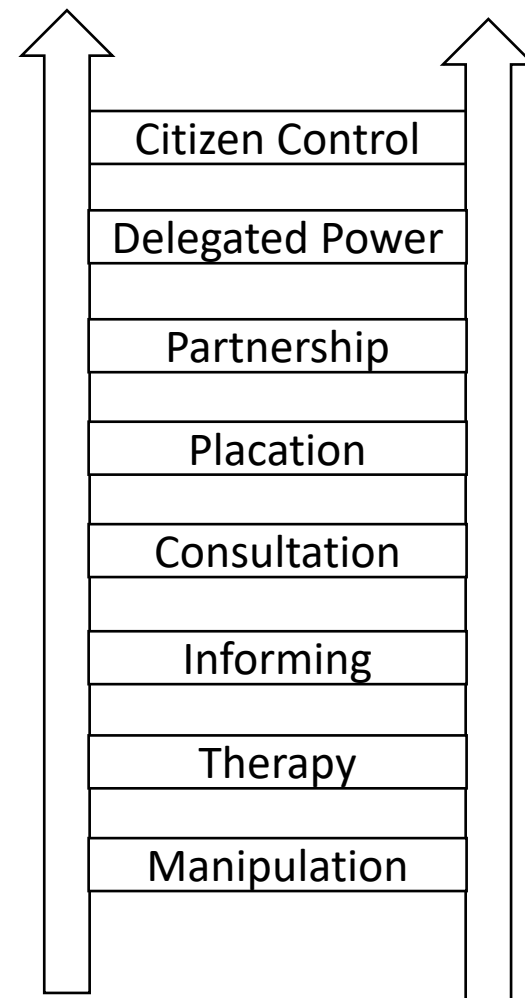 Citizen Control
Delegated Power
Partnership
Placation
Consultation
Informing
Therapy
Manipulation